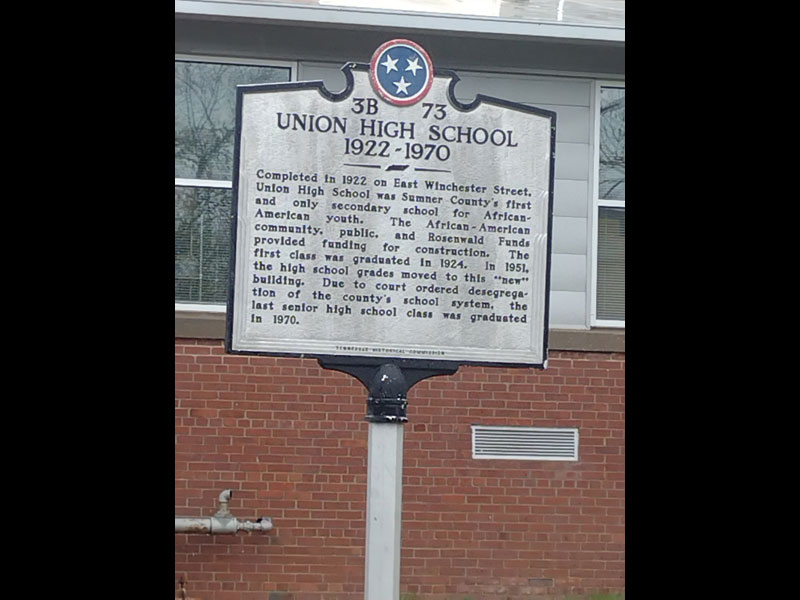 3B 73
UNION HIGH SCHOOL
1922-1970
Completed in 1922 on East Winchester Street,
Union High School was Sumner County's first
and only secondary school for African-
American youth. The African-American
community, public, and Rosenwald Funds
provided funding for construction. The
first class was graduated in 1924. In 1951,
the high school grades moved to this "new"
building. Due to court ordered desegrega-
tion of the county's school system, the
last senior high school class was graduated
in 1970.
TENNESSEE HISTORICAL COMMISSION